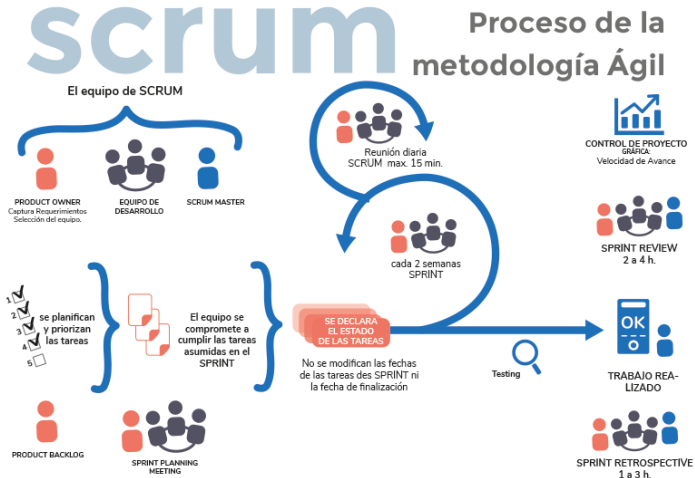 scrum
Proceso de la
metodología Ágil
El equipo de SCRUM
PRODUCT OWNER
Captura Requerimientos
Selección del equipo.
EQUIPO DE
DESARROLLO
SCRUM MASTER
Reunión diaria
SCRUM max. 15 min.
cada 2 semanas
SPRINT
CONTROL DE PROYECTO
GRÁFICA:
Velocidad de Avance
SPRINT REVIEW
2 a 4 h.
1
2
3
4
5
se planifican
y priorizan
las tareas
El equipo se
compromete a
cumplir las tareas
asumidas en el
SPRINT
SE DECLARA
EL ESTADO
DE LAS TAREAS
No se modifican las fechas
de las tareas des SPRINT ni
la fecha de finalización
Testing
OK
TRABAJO REA-
LIZADO
PRODUCT BACKLOG
SPRINT PLANNING
MEETING
SPRINT RETROSPECTIVE
1 a 3 h.